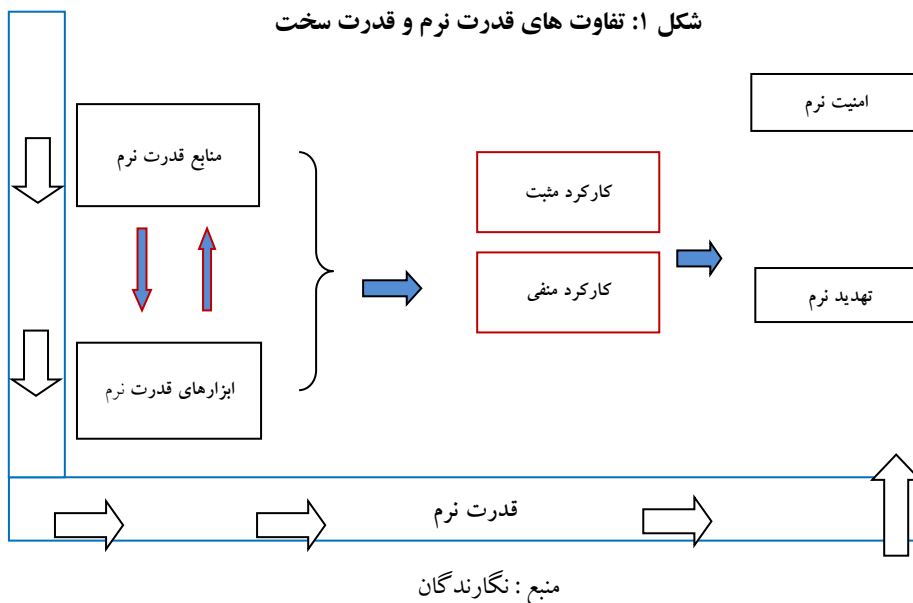 شکل ۱: تفاوت های قدرت نرم و قدرت سخت
امنیت نرم
منابع قدرت نرم
کارکرد مثبت
کارکرد منفی
تهدید نرم
ابزارهای قدرت نرم
قدرت نرم
منبع : نگارندگان